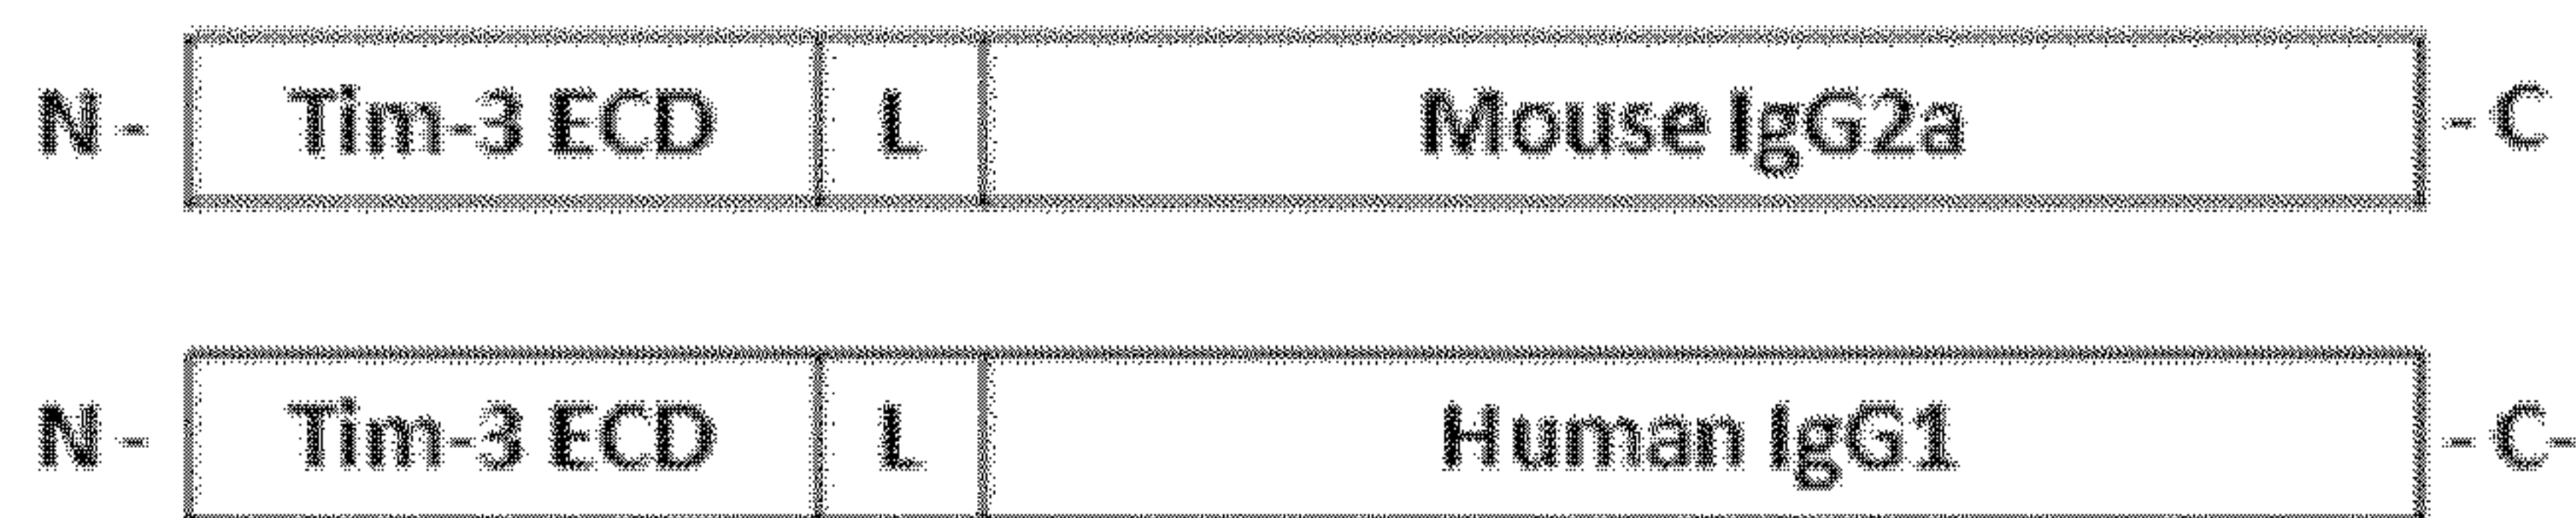 N - Tim-3 ECD L Mouse IgG2a - C
N - Tim-3 ECD L Human IgG1 - C-